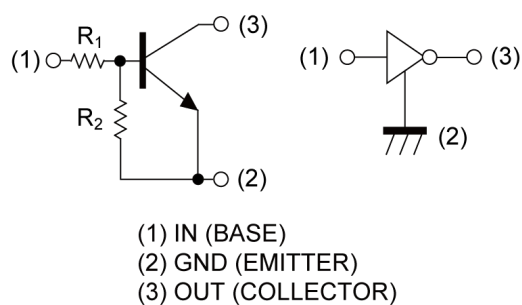 R1
(1)
(3)
R2
(2)
(1)
(3)
(2)
(1) IN (BASE)
(2) GND (EMITTER)
(3) OUT (COLLECTOR)